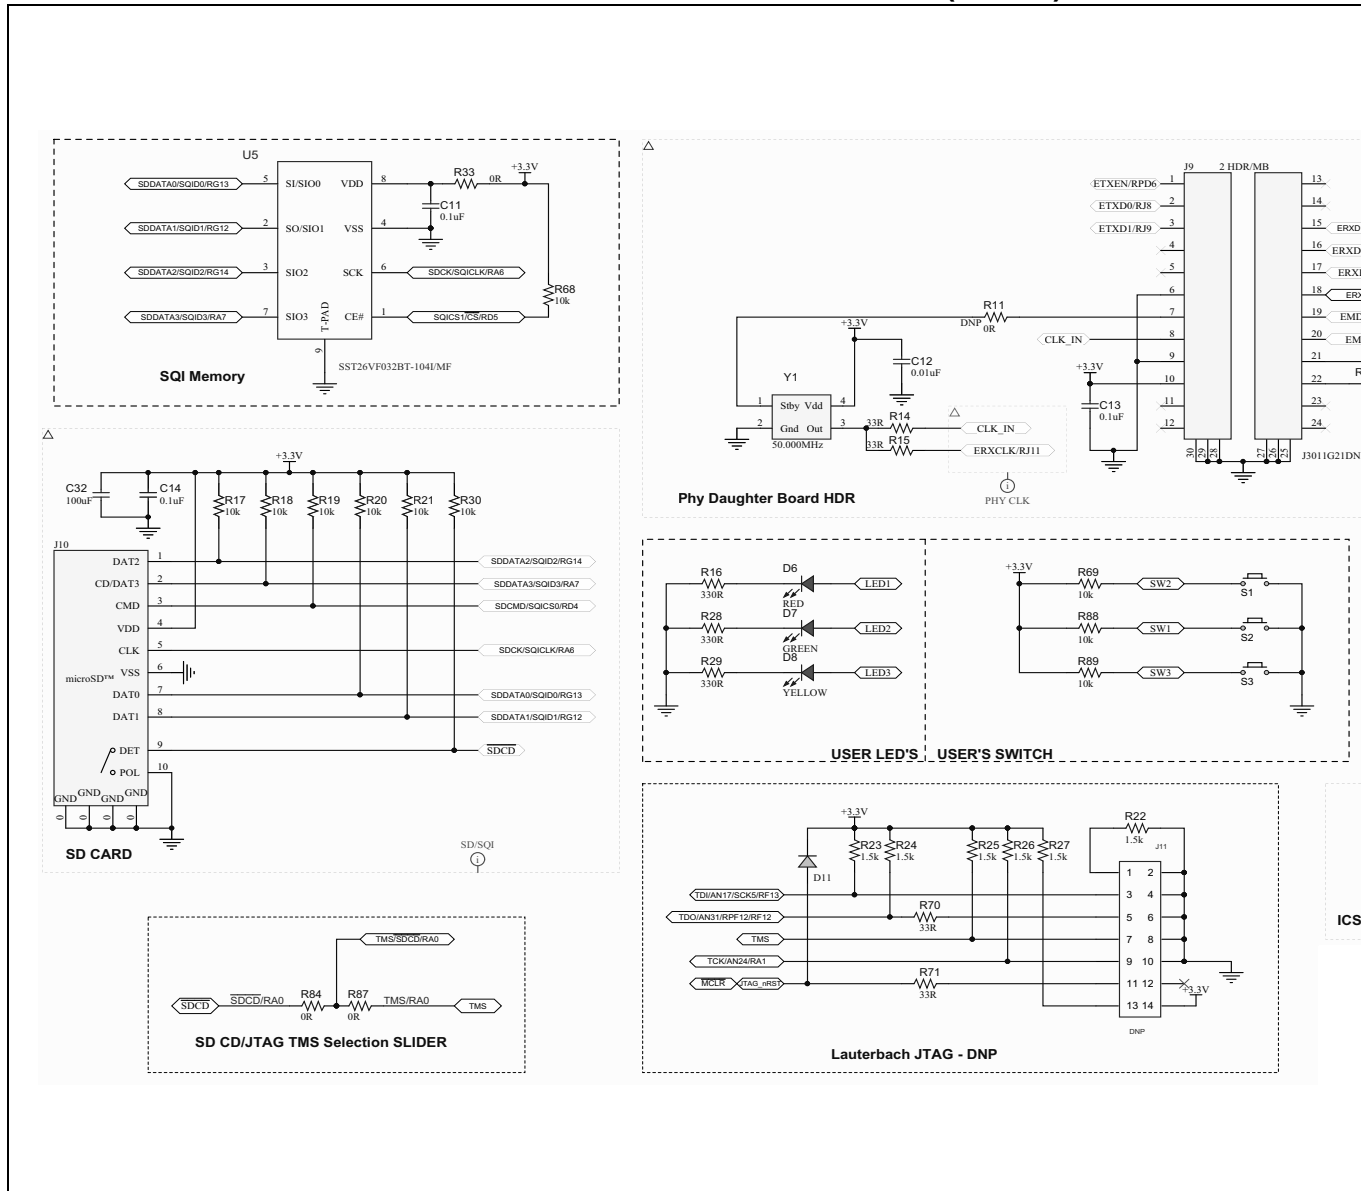 U5
SDDATA0/SQID0/RG13 5 SI/SIO0 VDD 8 R33 0R +3.3V
C11
0.1uF
SDDATA1/SQID1/RG12 2 SO/SIO1 VSS 4
SDDATA2/SQID2/RG14 3 SIO2 SCK 6 SDCK/SQICLK/RA6
R68
10k
SDDATA3/SQID3/RA7 7 SIO3 T-PAD CE# 1 SQICS1/CS/RD5
9
SST26VF032BT-104I/MF
SQI Memory
J9 2 HDR/MB
ETXEN/RPD6 1 13
ETXD0/RJ8 2 14
ETXD1/RJ9 3 15 ERXD
4 16 ERXD
5 17
6 18
R11
DNP 0R
7 19 EMD
CLK_IN 8 20 EM
9 21
10 22 R
11 23
12 24
30 29 28 27 26 25
J3011G21DN
+3.3V
C12
0.01uF
+3.3V
C13
0.1uF
Y1
1 Stby Vdd 4
2 Gnd Out 3
50.000MHz
33R R14 CLK_IN
33R R15 ERXCLK/RJ11
i
PHY CLK
Phy Daughter Board HDR
+3.3V
C32
100uF
C14
0.1uF
R17
10k
R18
10k
R19
10k
R20
10k
R21
10k
R30
10k
J10
DAT2 1 SDDATA2/SQID2/RG14
CD/DAT3 2 SDDATA3/SQID3/RA7
CMD 3 SDCMD/SQICS0/RD4
VDD 4
CLK 5 SDCK/SQICLK/RA6
microSD™ VSS 6
DAT0 7 SDDATA0/SQID0/RG13
DAT1 8 SDDATA1/SQID1/RG12
DET 9 SDCD
POL 10
GND GND GND GND
0 0 0 0
SD CARD
SD/SQI
i
R16
330R
D6
RED
LED1
R28
330R
D7
GREEN
LED2
R29
330R
D8
YELLOW
LED3
USER LED'S
+3.3V
R69
10k
SW2
S1
R88
10k
SW1
S2
R89
10k
SW3
S3
USER'S SWITCH
+3.3V
D11
R23
1.5k
R24
1.5k
R25
1.5k
R26
1.5k
R27
1.5k
R22
1.5k
J11
1 2
TDI/AN17/SCK5/RF13 3 4
TDO/AN31/RPF12/RF12 R70 33R 5 6
TMS 7 8
TCK/AN24/RA1 9 10
MCLR JTAG_nRST R71 33R 11 12
+3.3V
13 14
DNP
Lauterbach JTAG - DNP
ICS
TMS/SDCD/RA0
SDCD SDCD/RA0 R84 0R R87 0R TMS/RA0 TMS
SD CD/JTAG TMS Selection SLIDER